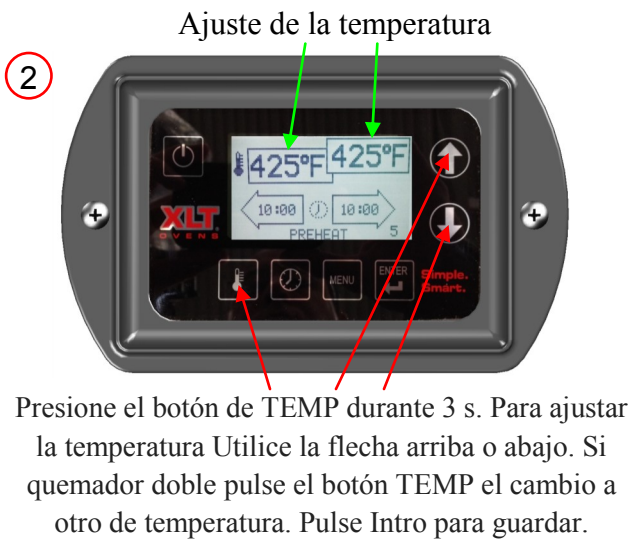 Ajuste de la temperatura
2
425°F 425°F
10:00 10:00
PREHEAT 5
XLT
OVENS
MENU ENTER
Simple.
Smart.
Presione el botón de TEMP durante 3 s. Para ajustar
la temperatura Utilice la flecha arriba o abajo. Si
quemador doble pulse el botón TEMP el cambio a
otro de temperatura. Pulse Intro para guardar.